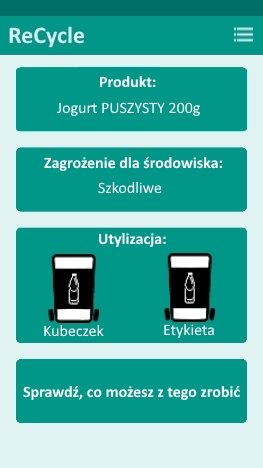 ReCycle
Produkt:
Jogurt PUSZYSTY 200g
Zagrożenie dla środowiska:
Szkodliwe
Utylizacja:
Kubeczek
Etykieta
Sprawdź, co możesz z tego zrobić